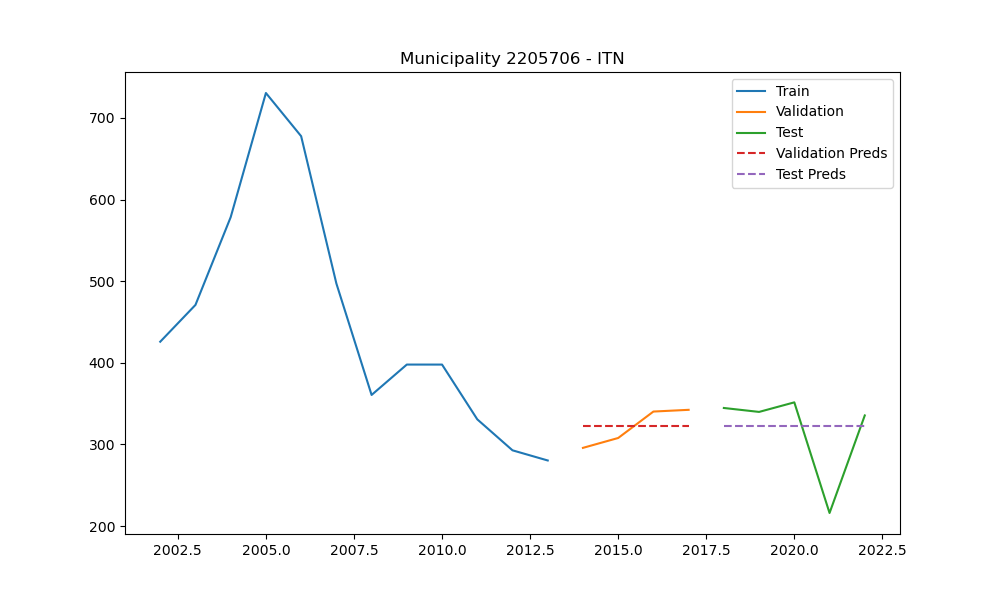 Municipality 2205706 - ITN
Train
Validation
Test
Validation Preds
Test Preds
700
600
500
400
300
200
2002.5 2005.0 2007.5 2010.0 2012.5 2015.0 2017.5 2020.0 2022.5